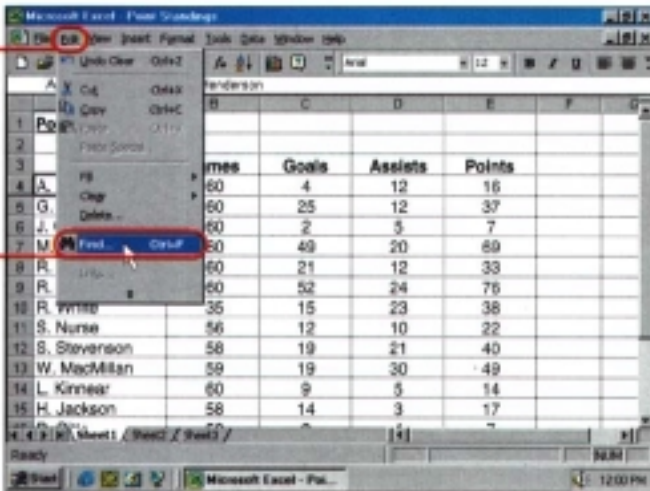 Microsoft Excel - Point Standings
File Edit View Insert Format Tools Data Window Help
Undo Clear Ctrl+Z
Arial 12 B I U
Cut Ctrl+X
Copy Ctrl+C
Paste Special
Fill
Clear
Delete...
Find... Ctrl+F
Henderson
B C D E F G
1 Po
2
3 mes Goals Assists Points
4 A. 60 4 12 16
5 G. 60 25 12 37
6 J. 60 2 5 7
7 M. 60 49 20 69
8 R. 60 21 12 33
9 R. 60 52 24 76
10 R. White 35 15 23 38
11 S. Nurse 56 12 10 22
12 S. Stevenson 58 19 21 40
13 W. MacMillan 59 19 30 49
14 L. Kinnear 60 9 5 14
15 H. Jackson 58 14 3 17
Sheet1 Sheet2 Sheet3
Ready NUM
Start Microsoft Excel - Poi... 12:00 PM